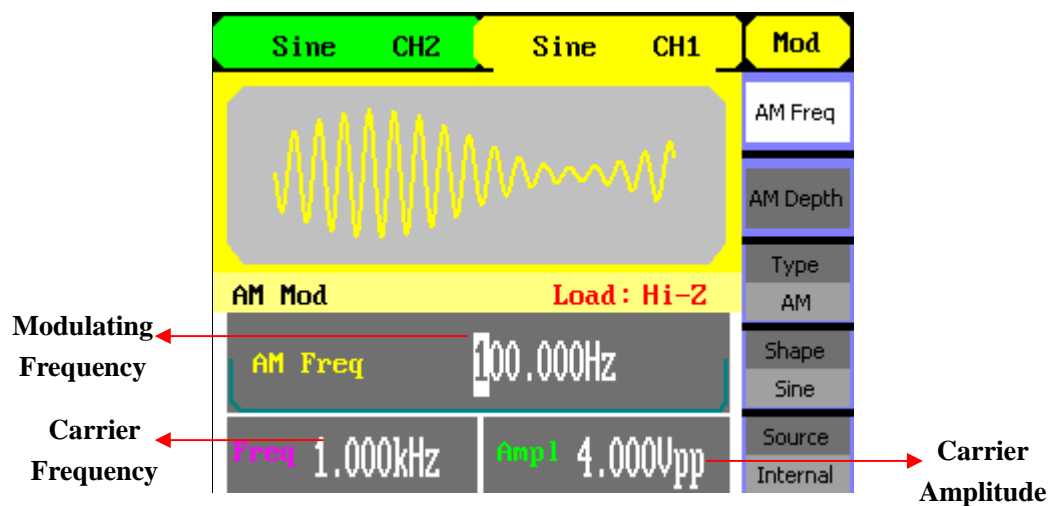 Sine CH2 Sine CH1 Mod
AM Freq
AM Depth
Type
AM
AM Mod Load: Hi-Z
Shape
Sine
Modulating
Frequency
AM Freq 100.000Hz
Carrier
Frequency
Freq 1.000kHz Ampl 4.000Vpp
Source
Internal
Carrier
Amplitude